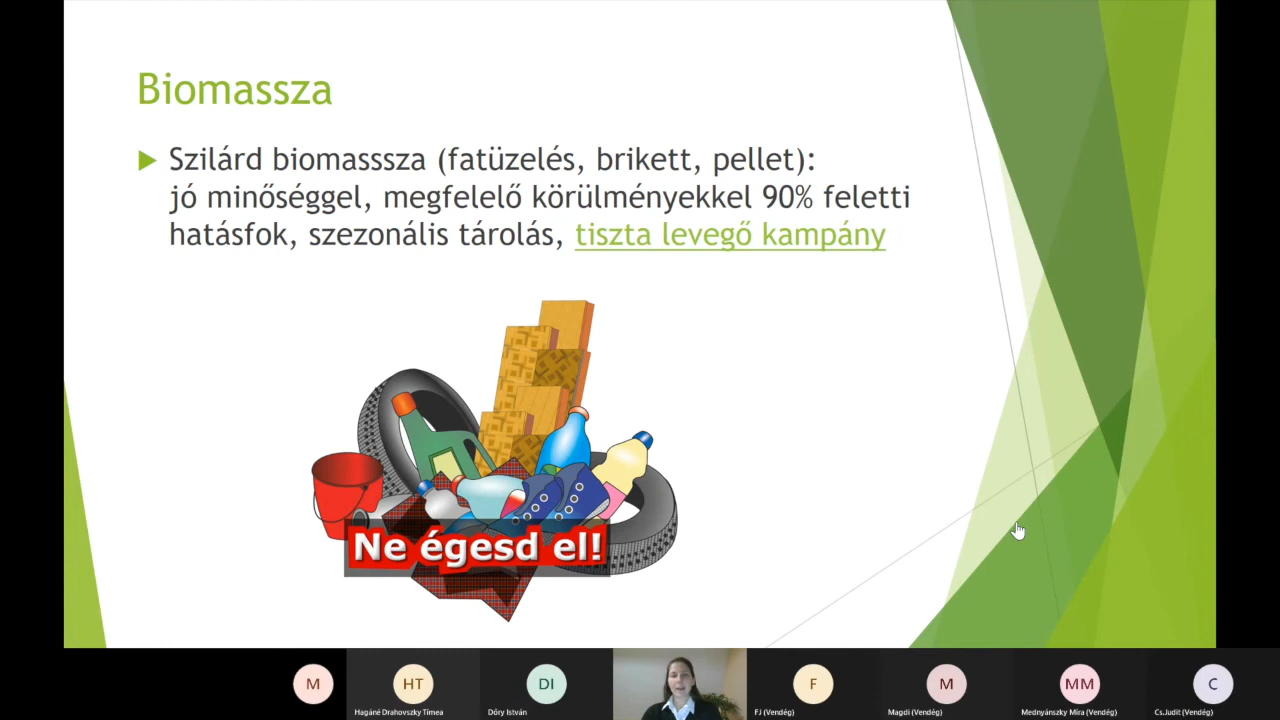 Biomassza
Szilárd biomasssza (fatüzelés, brikett, pellet):
jó minőséggel, megfelelő körülményekkel 90% feletti
hatásfok, szezonális tárolás, tiszta levegő kampány
Ne égesd el!
M
HT
DI
F
M
MM
C
Hagáné Drahovszky Tímea
Dőry István
FJ (Vendég)
Magdi (Vendég)
Mednyánszky Míra (Vendég)
Cs.Judit (Vendég)